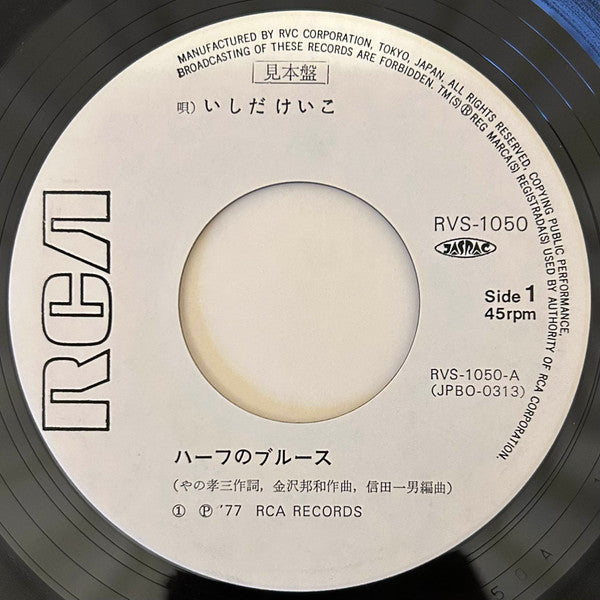 MANUFACTURED BY RVC CORPORATION, TOKYO, JAPAN. ALL RIGHTS RESERVED, COPYING PUBLIC PERFORMANCE,
BROADCASTING OF THESE RECORDS ARE FORBIDDEN. TM(S)®REG MARCA(S) REGISTRADA(S) USED BY AUTHORITY OF RCA CORPORATION.
見本盤
唄) いしだけいこ
RCA
RVS-1050
JASRAC
Side 1
45rpm
RVS-1050-A
(JPBO-0313)
ハーフのブルース
(やの孝三作詞, 金沢邦和作曲, 信田一男編曲)
① ℗ '77 RCA RECORDS